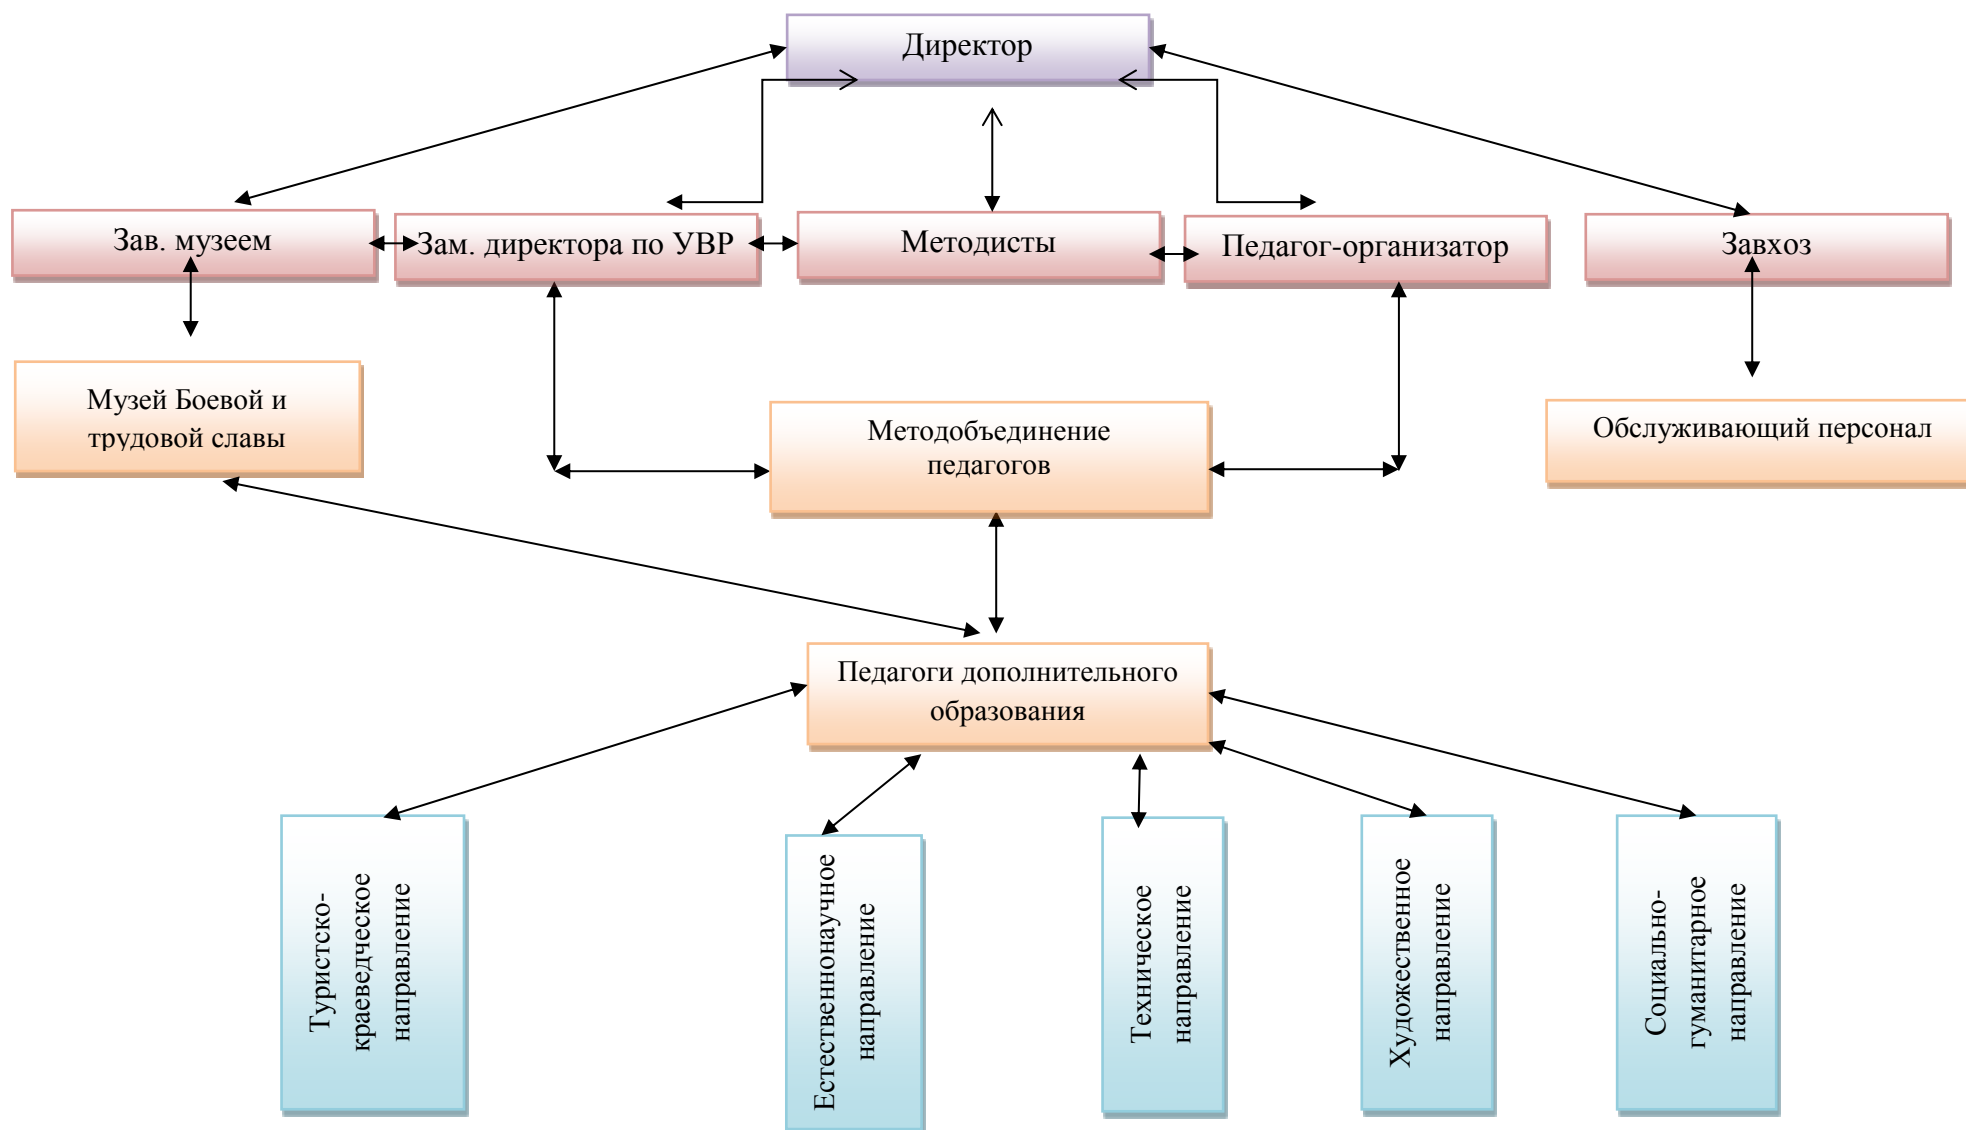 Директор
Зав. музеем
Зам. директора по УВР
Методисты
Педагог-организатор
Завхоз
Музей Боевой и
трудовой славы
Методобъединение
педагогов
Обслуживающий персонал
Педагоги дополнительного
образования
Туристско-
краеведческое
направление
Естественнонаучное
направление
Техническое
направление
Художественное
направление
Социально-
гуманитарное
направление